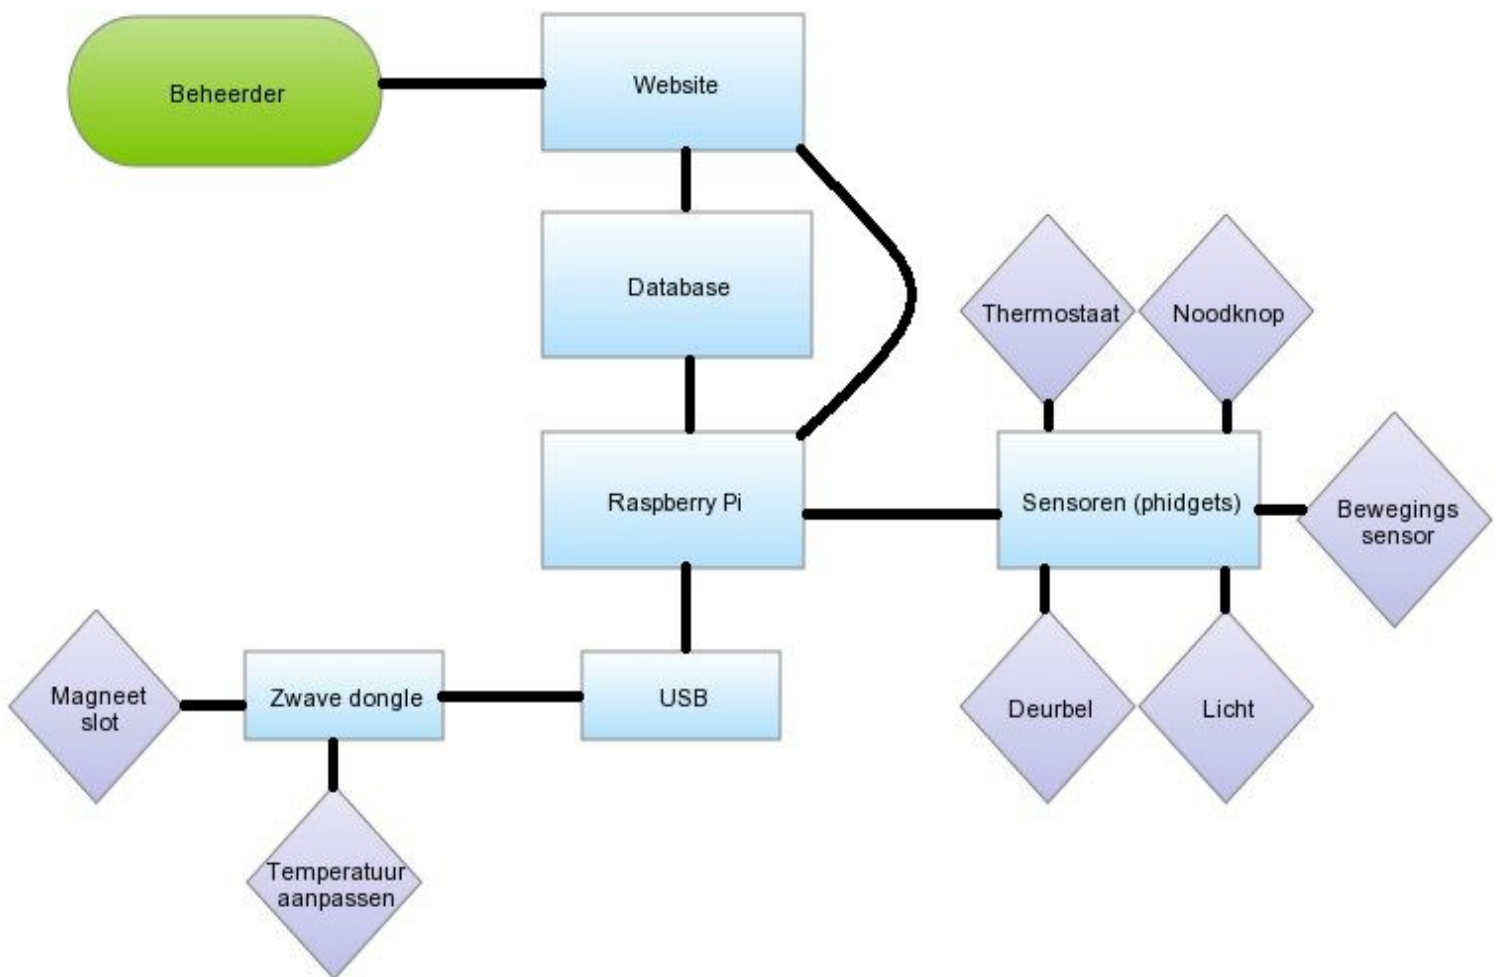 Beheerder
Website
Database
Thermostaat
Noodknop
Raspberry Pi
Sensoren (phidgets)
Bewegings
sensor
Magneet
slot
Zwave dongle
USB
Deurbel
Licht
Temperatuur
aanpassen